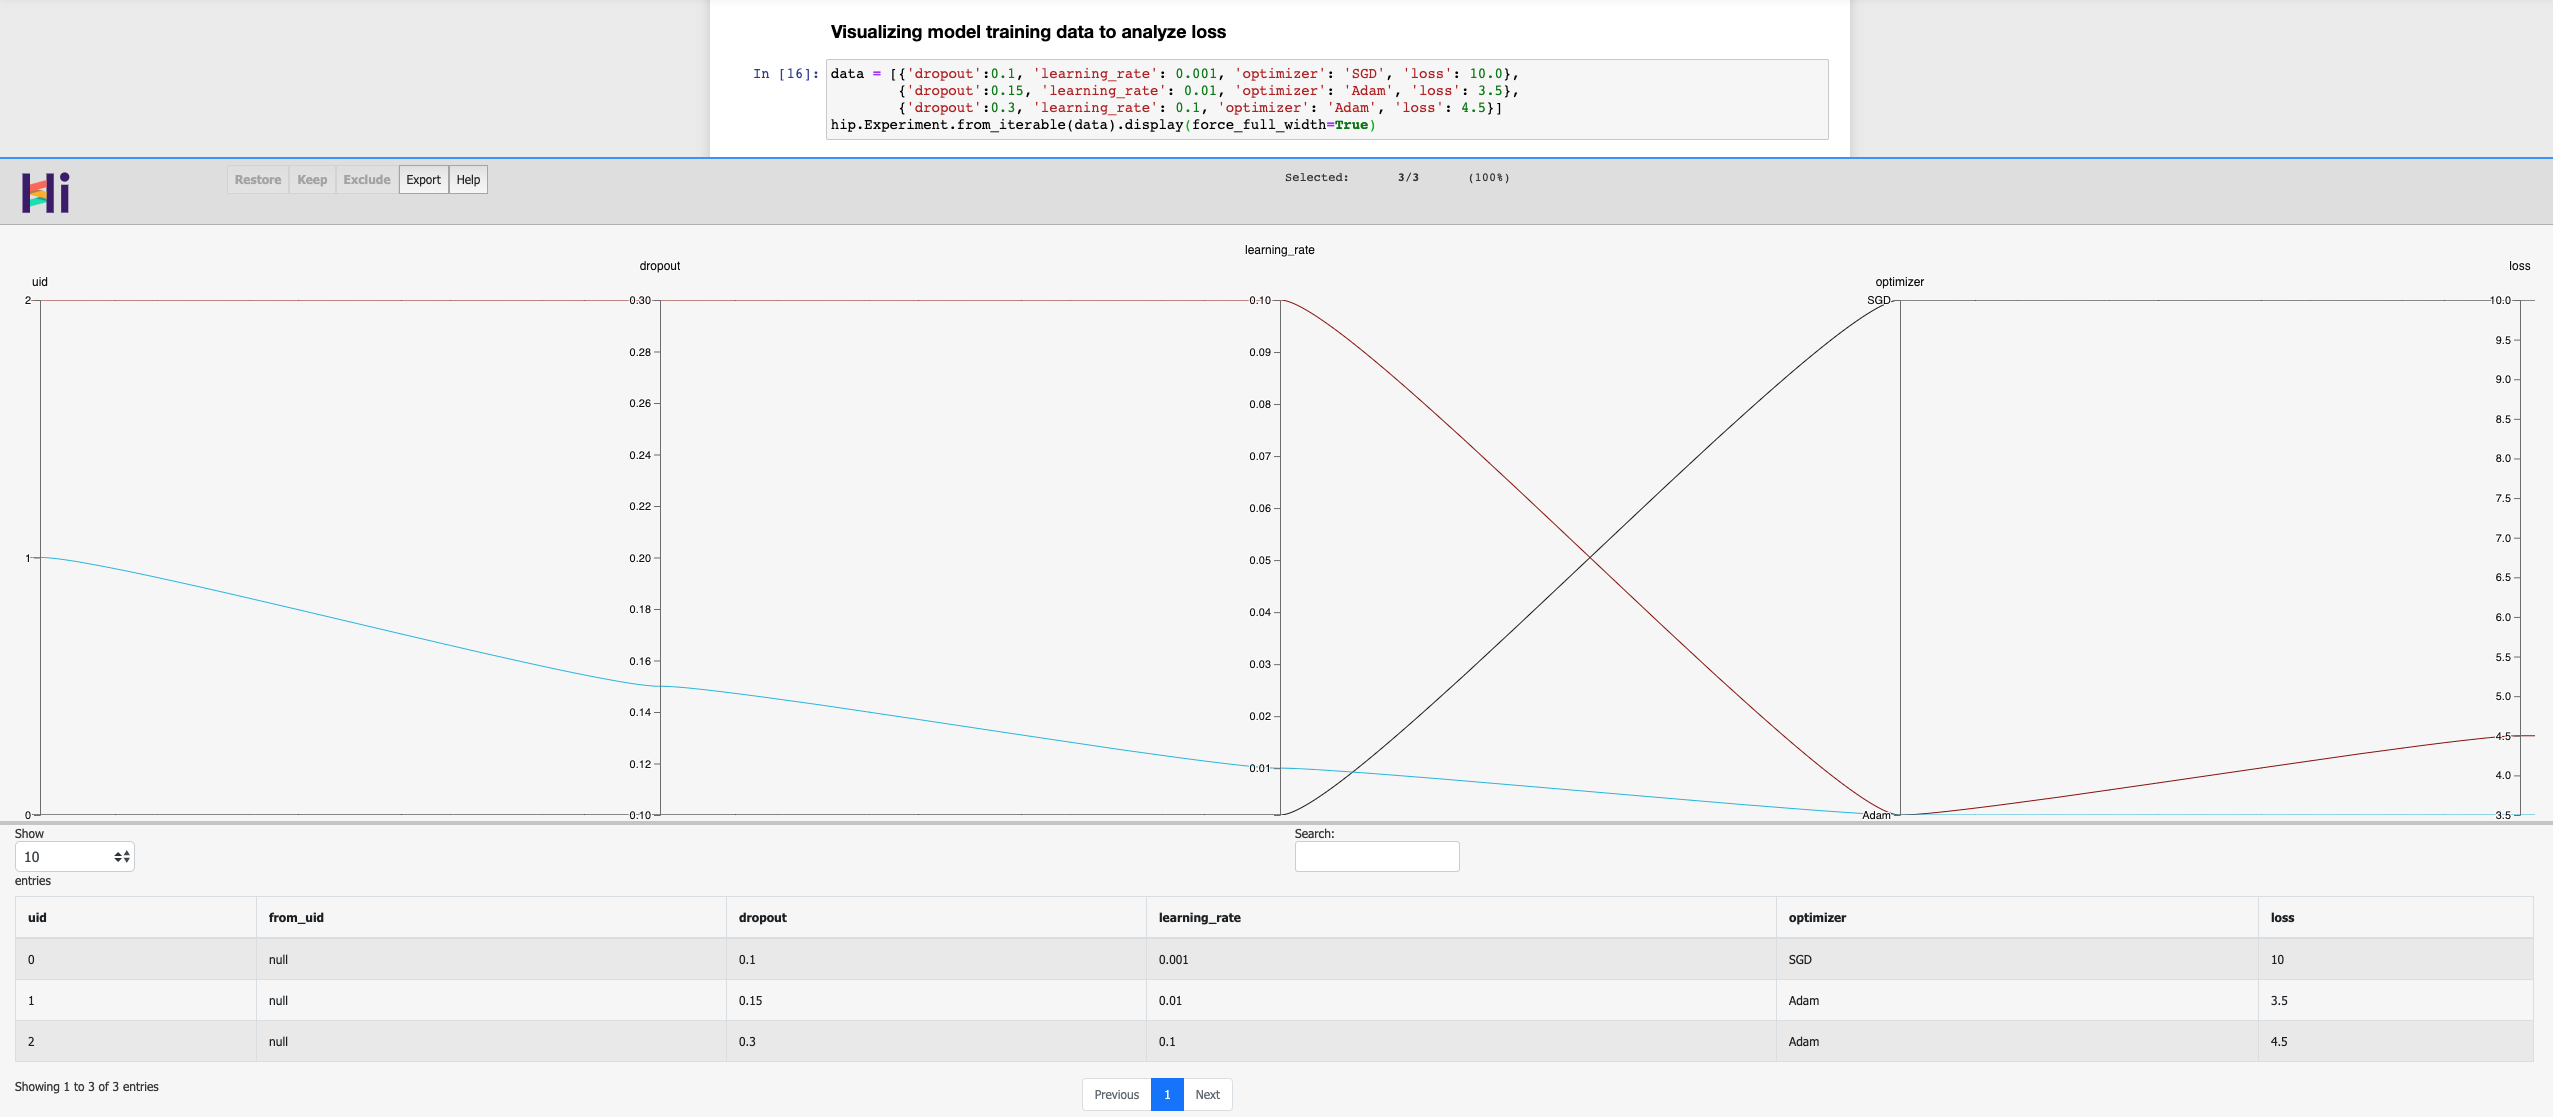 Visualizing model training data to analyze loss
In [16]: data = [{'dropout':0.1, 'learning_rate': 0.001, 'optimizer': 'SGD', 'loss': 10.0},
{'dropout':0.15, 'learning_rate': 0.01, 'optimizer': 'Adam', 'loss': 3.5},
{'dropout':0.3, 'learning_rate': 0.1, 'optimizer': 'Adam', 'loss': 4.5}]
hip.Experiment.from_iterable(data).display(force_full_width=True)
Hi
Restore Keep Exclude Export Help
Selected: 3/3 (100%)
uid
2
1
0
dropout
0.30
0.28
0.26
0.24
0.22
0.20
0.18
0.16
0.14
0.12
0.10
learning_rate
0.10
0.09
0.08
0.07
0.06
0.05
0.04
0.03
0.02
0.01
optimizer
SGD
Adam
loss
10.0
9.5
9.0
8.5
8.0
7.5
7.0
6.5
6.0
5.5
5.0
4.5
4.0
3.5
Show
10
entries
Search:
uid from_uid dropout learning_rate optimizer loss
0 null 0.1 0.001 SGD 10
1 null 0.15 0.01 Adam 3.5
2 null 0.3 0.1 Adam 4.5
Showing 1 to 3 of 3 entries
Previous 1 Next